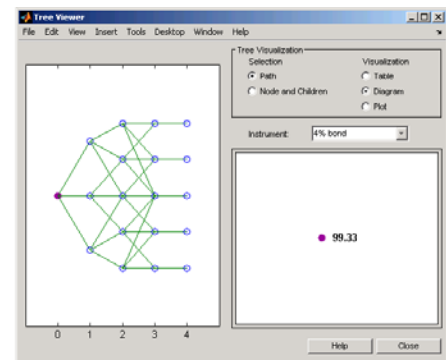 Tree Viewer
File Edit View Insert Tools Desktop Window Help
Tree Visualization
Selection Visualization
Path Table
Node and Children Diagram
Plot
Instrument: 4% bond
99.33
0 1 2 3 4
Help Close